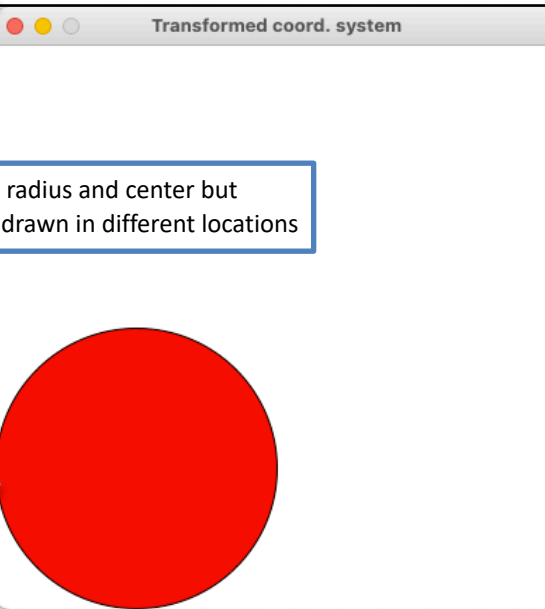 Transformed coord. system
radius and center but
drawn in different locations